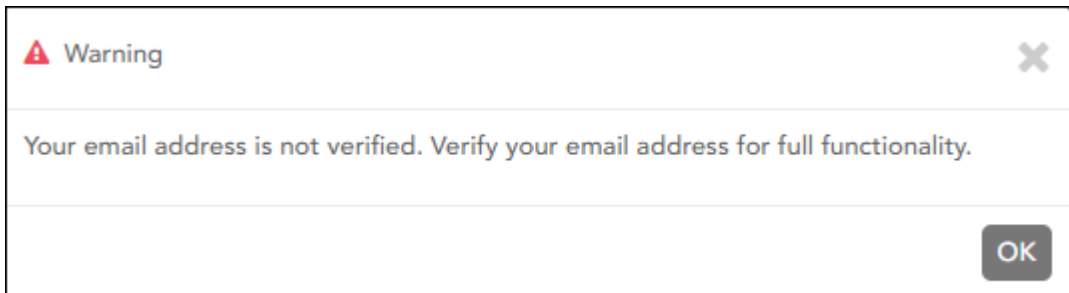 Warning
Your email address is not verified. Verify your email address for full functionality.
OK